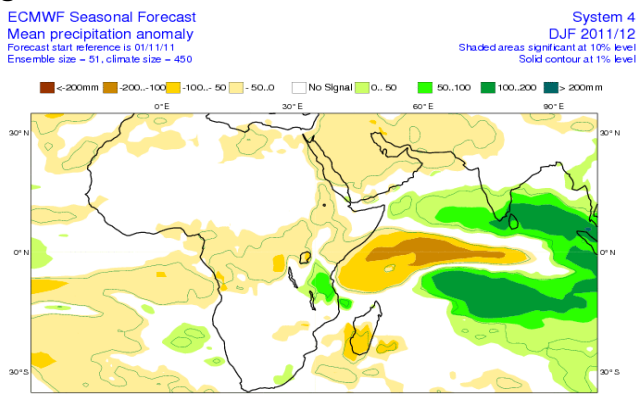 ECMWF Seasonal Forecast
System 4
Mean precipitation anomaly
DJF 2011/12
Forecast start reference is 01/11/11
Shaded areas significant at 10% level
Ensemble size = 51, climate size = 450
Solid contour at 1% level
<-200mm -200..-100 -100..- 50 - 50..0 No Signal 0.. 50 50..100 100..200 > 200mm
0°E 30°E 60°E 90°E
30°N 30°N
0°N 0°N
30°S 30°S